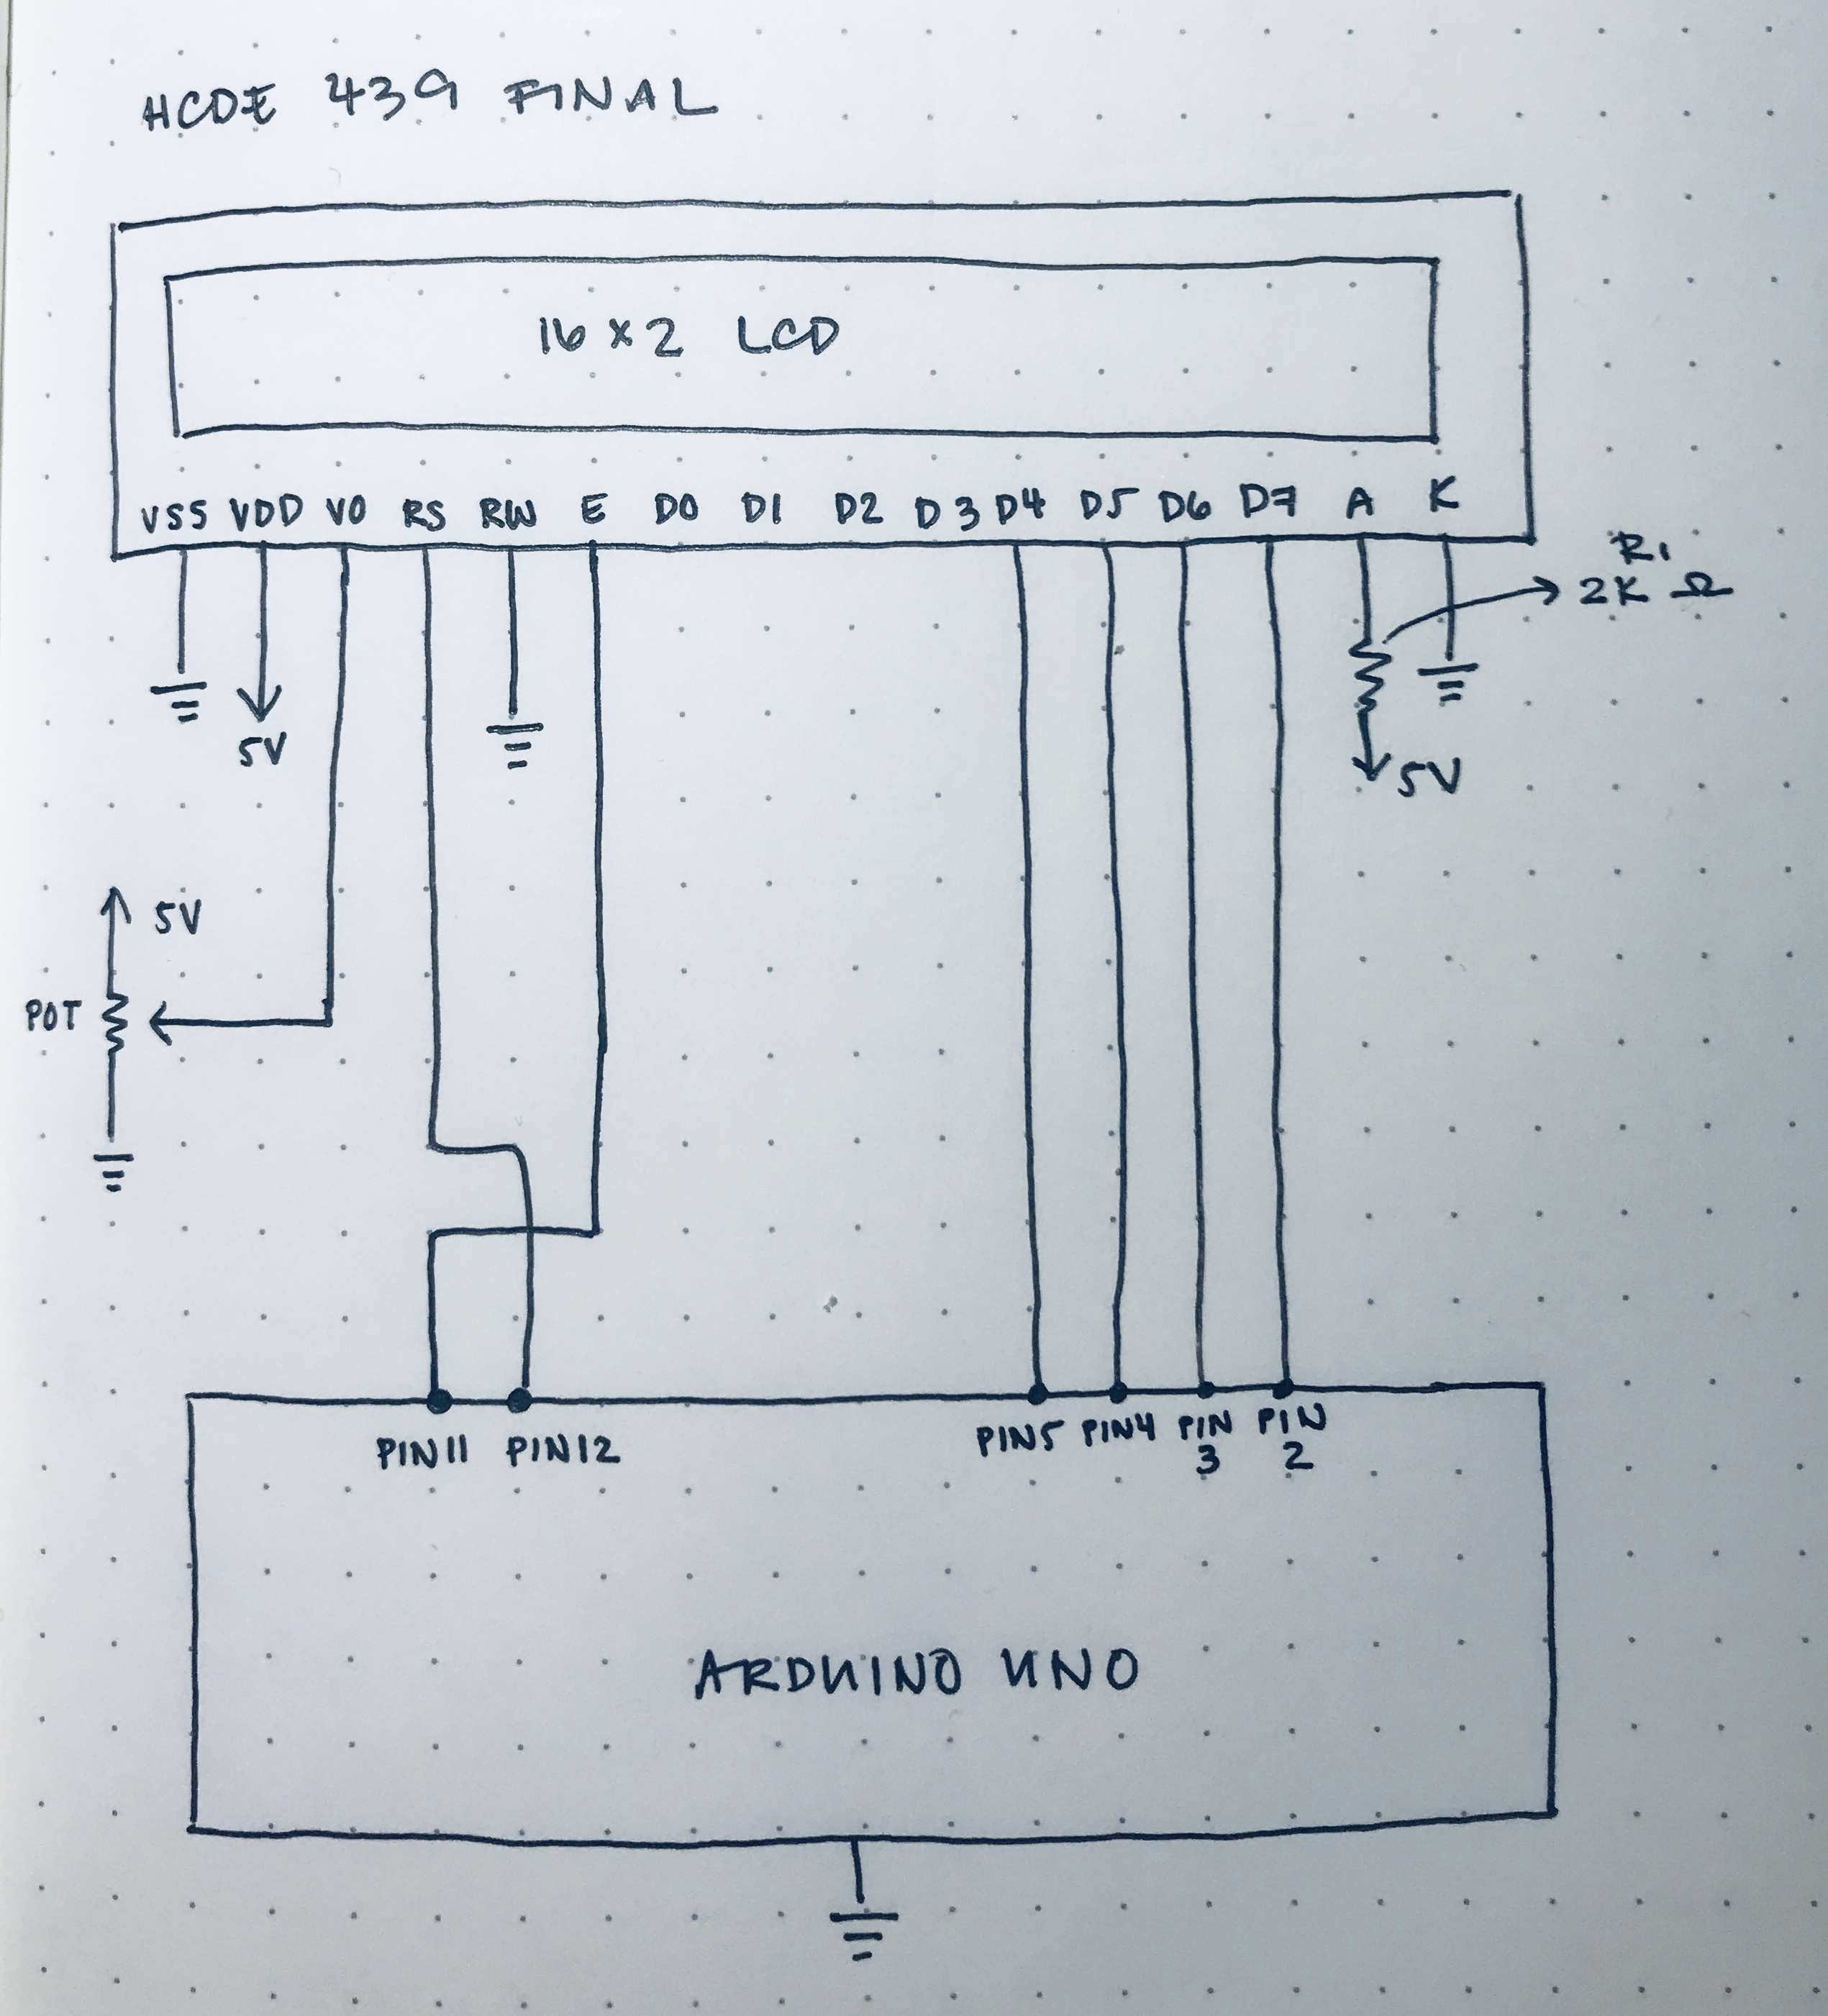 HCDE 439 FINAL
16 x 2 LCD
VSS VDD VO RS RW E D0 D1 D2 D3 D4 D5 D6 D7 A K
R1
2K Ω
5V
5V
5V
POT
PIN11 PIN12 PIN5 PIN4 PIN 3 PIN 2
ARDUINO UNO